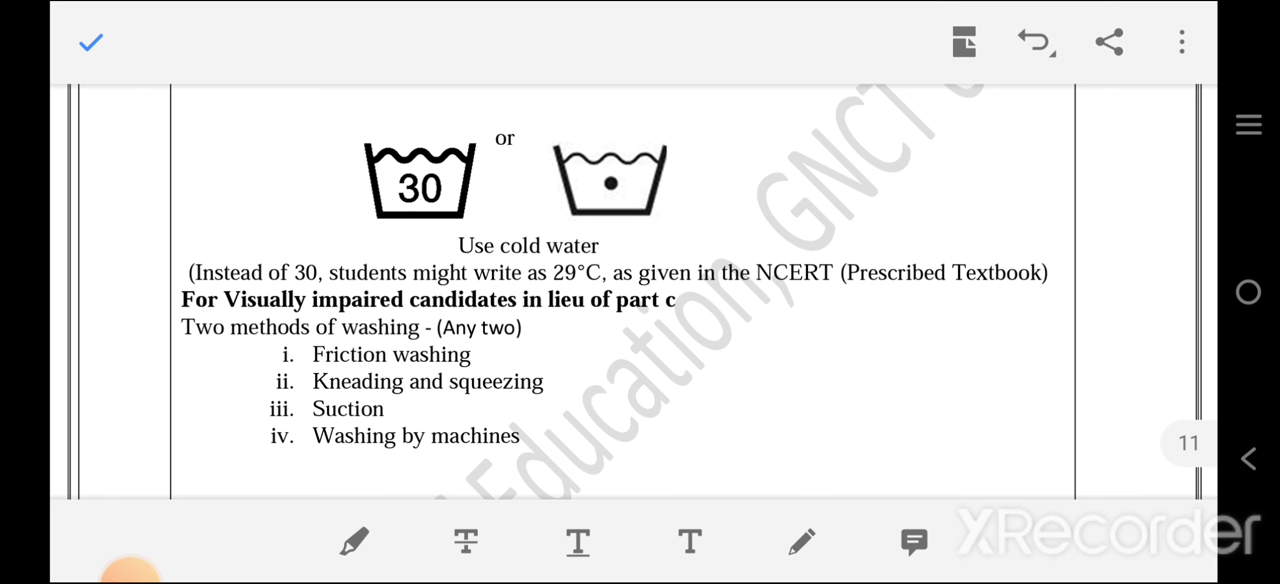 or
30
Use cold water
(Instead of 30, students might write as 29°C, as given in the NCERT (Prescribed Textbook)
For Visually impaired candidates in lieu of part c
Two methods of washing - (Any two)
i. Friction washing
ii. Kneading and squeezing
iii. Suction
iv. Washing by machines
11
Education, GNCT
T T T
XRecorder